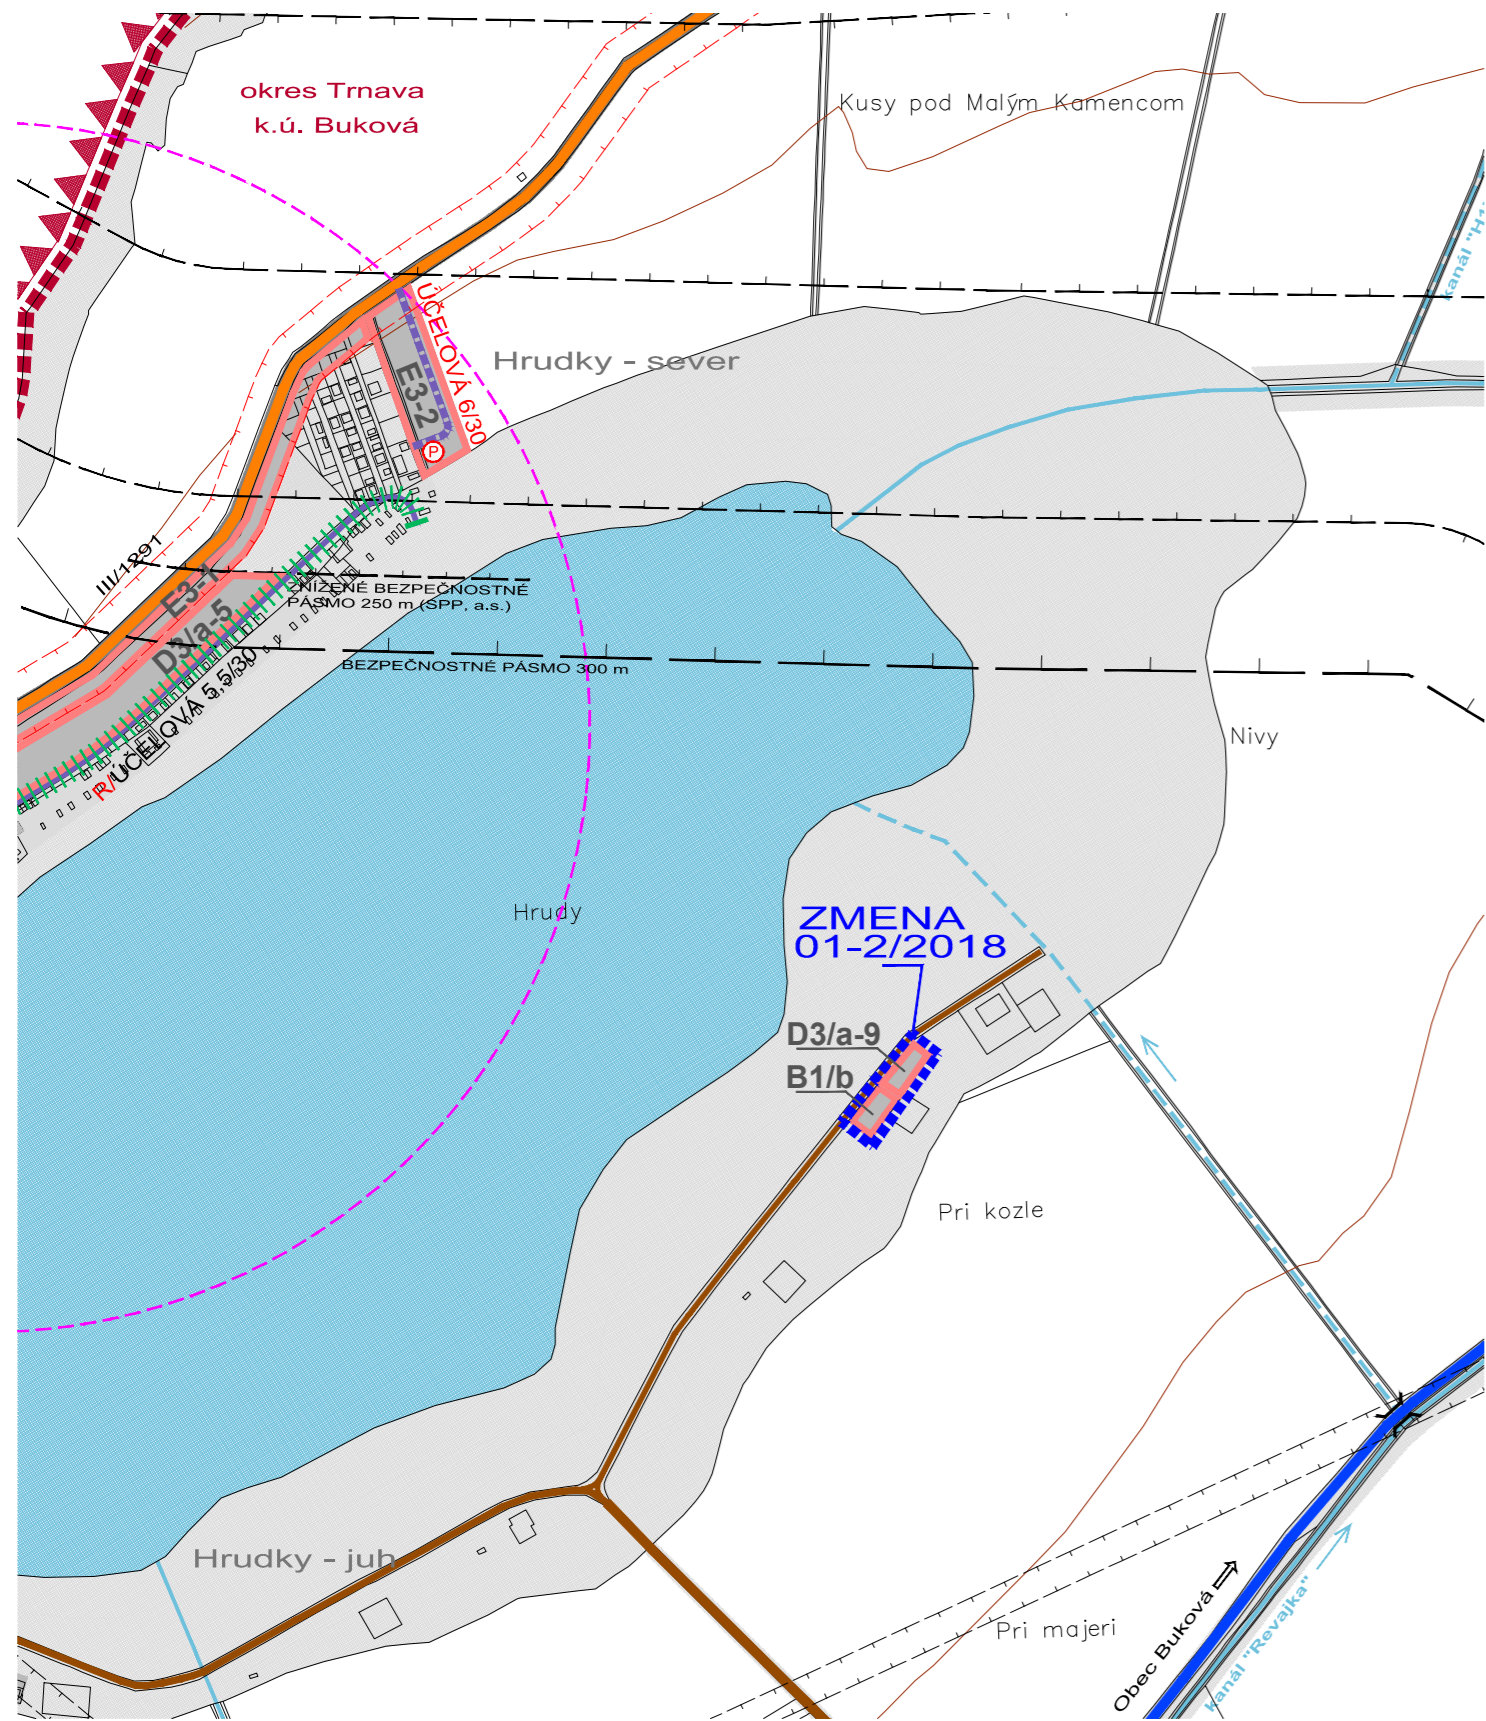 okres Trnava
k.ú. Buková
Kusy pod Malým Kamencom
kanál "H1
ÚČELOVÁ 6/30
Hrudky - sever
E3-2
P
III/1291
E3-1
D3/a-5
ZNÍŽENÉ BEZPEČNOSTNÉ
PÁSMO 250 m (SPP, a.s.)
BEZPEČNOSTNÉ PÁSMO 300 m
R/ÚČELOVÁ 5,5/30
Nivy
Hrudy
ZMENA
01-2/2018
D3/a-9
B1/b
Pri kozle
Hrudky - juh
Pri majeri
Obec Buková
kanál "Revajka"